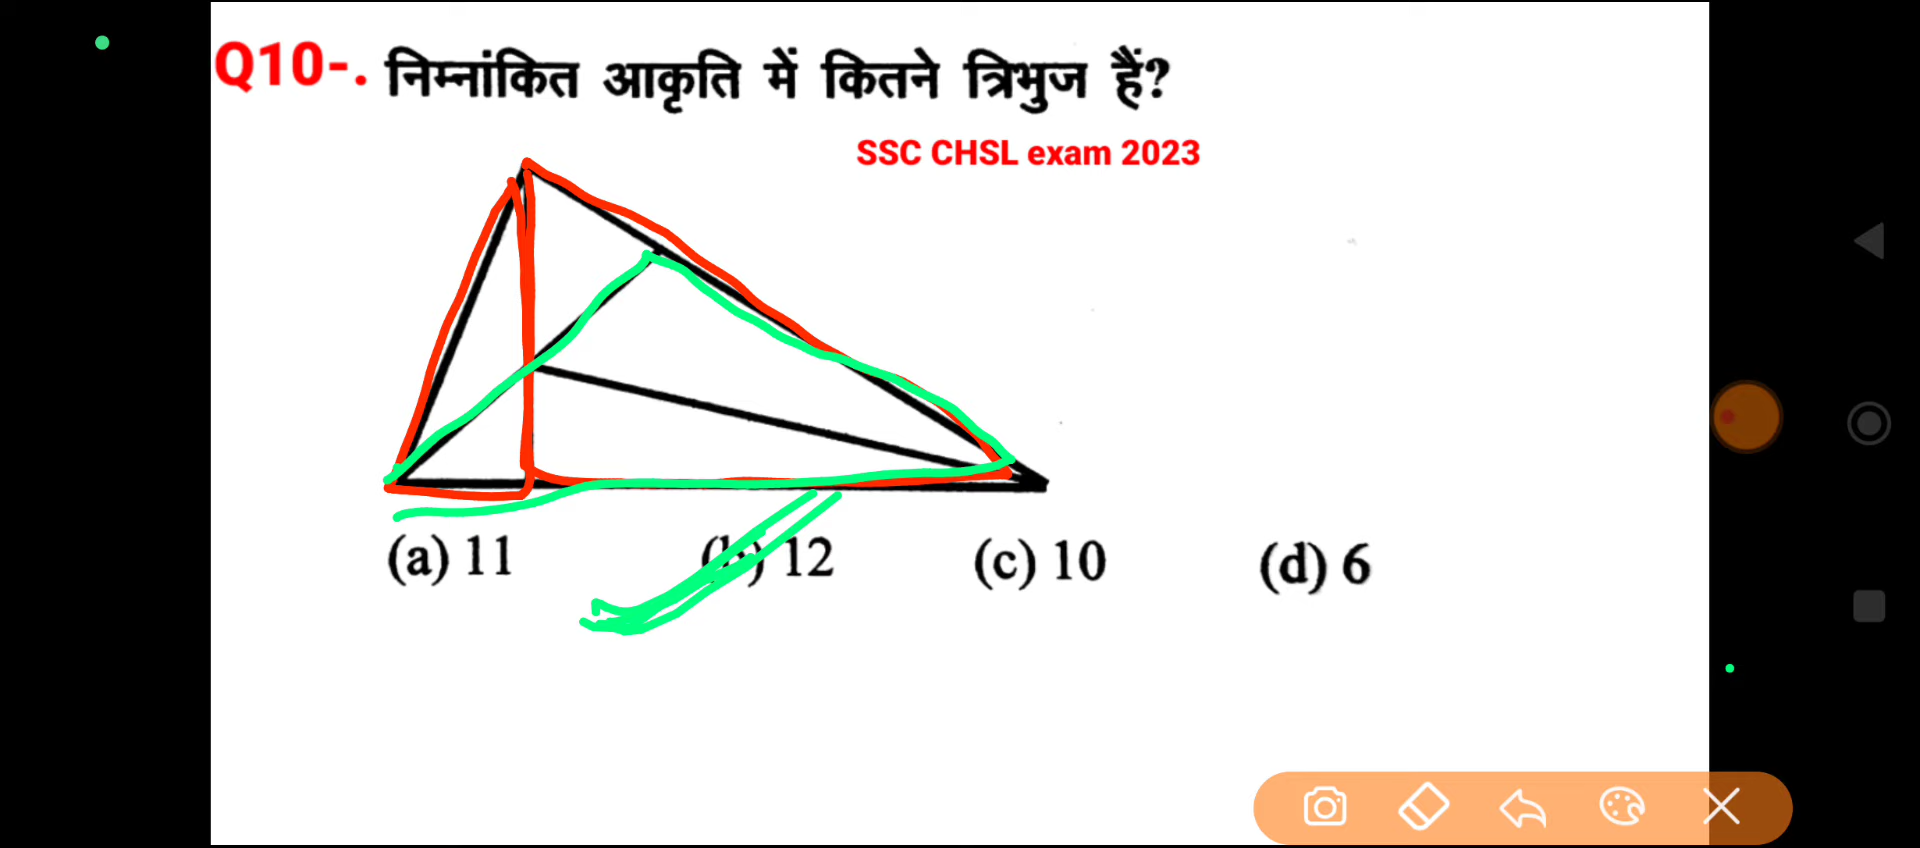 Q10-. निम्नांकित आकृति में कितने त्रिभुज हैं?
SSC CHSL exam 2023
(a) 11 (b) 12 (c) 10 (d) 6